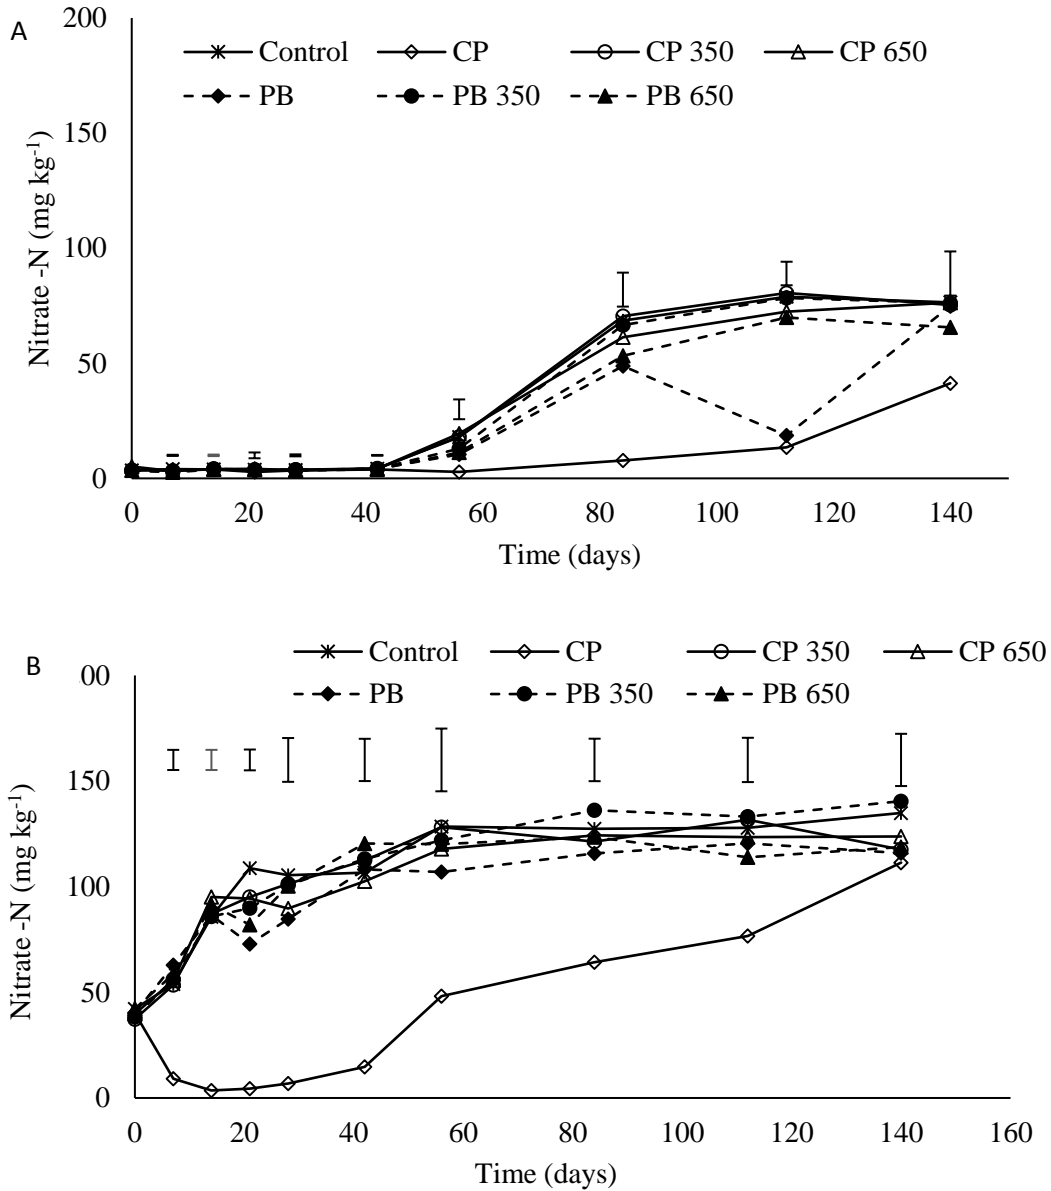 A
200
Control CP CP 350 CP 650
PB PB 350 PB 650
150
100
50
0
Nitrate -N (mg kg-1)
0 20 40 60 80 100 120 140
Time (days)
B
Control CP CP 350 CP 650
00
PB PB 350 PB 650
150
100
50
0
Nitrate -N (mg kg-1)
0 20 40 60 80 100 120 140 160
Time (days)